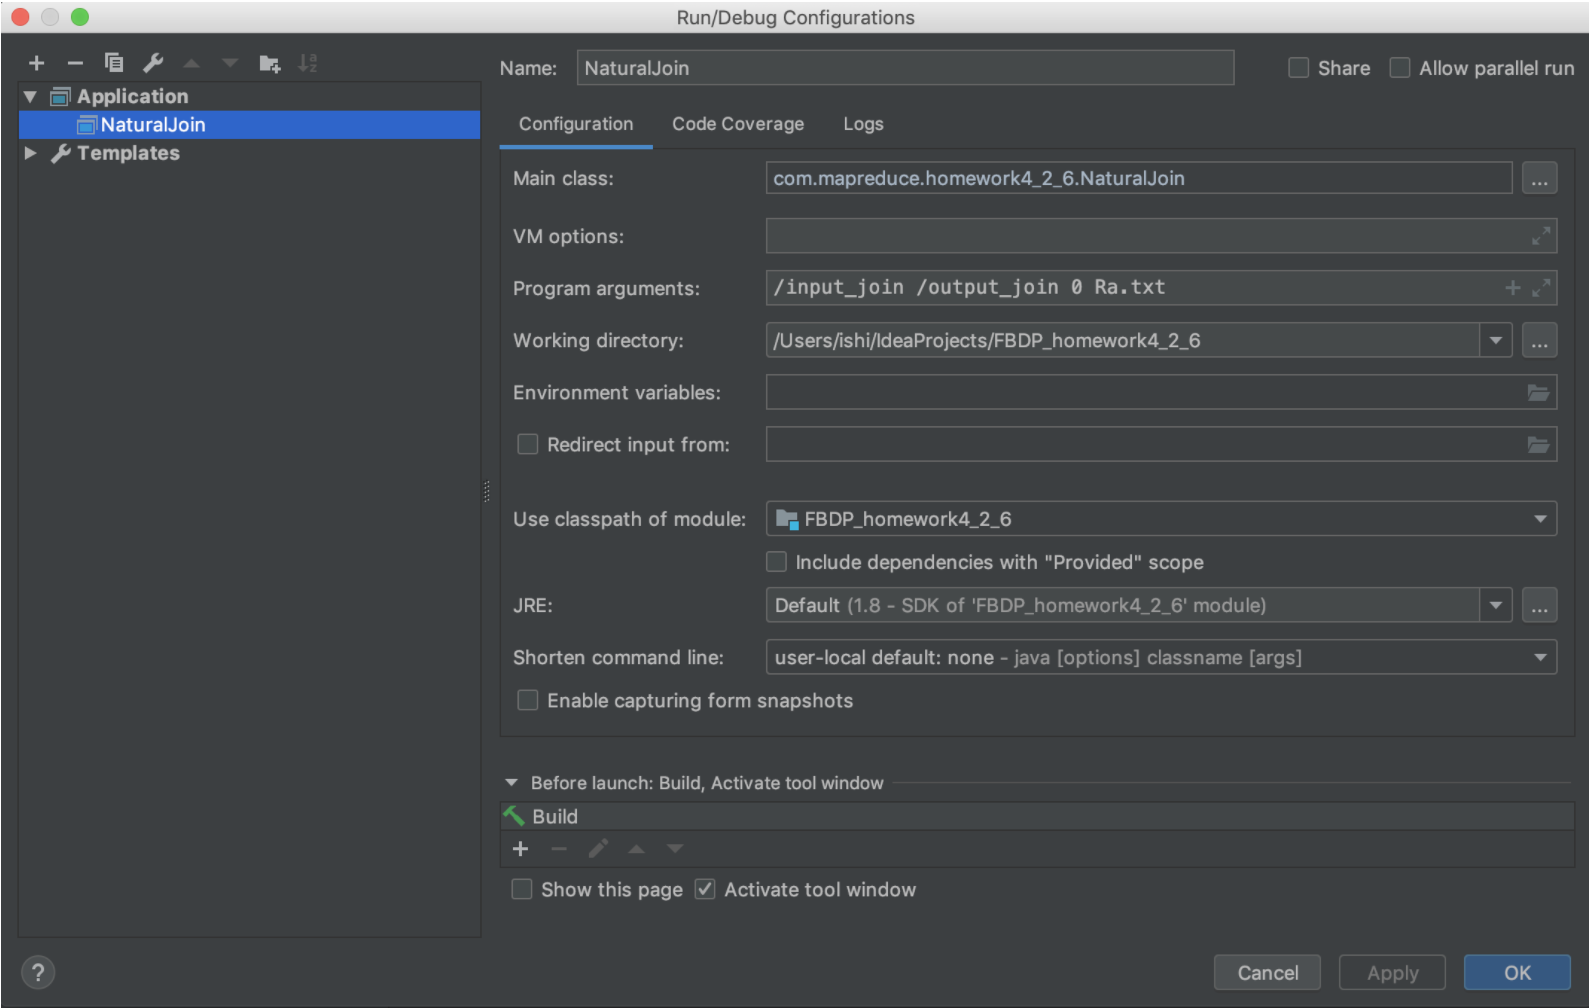 Run/Debug Configurations
Application
NaturalJoin
Templates
Name: NaturalJoin Share Allow parallel run
Configuration Code Coverage Logs
Main class: com.mapreduce.homework4_2_6.NaturalJoin ...
VM options:
Program arguments: /input_join /output_join 0 Ra.txt
Working directory: /Users/ishi/IdeaProjects/FBDP_homework4_2_6 ...
Environment variables:
Redirect input from:
Use classpath of module: FBDP_homework4_2_6
Include dependencies with "Provided" scope
JRE: Default (1.8 - SDK of 'FBDP_homework4_2_6' module) ...
Shorten command line: user-local default: none - java [options] classname [args]
Enable capturing form snapshots
Before launch: Build, Activate tool window
Build
Show this page Activate tool window
? Cancel Apply OK